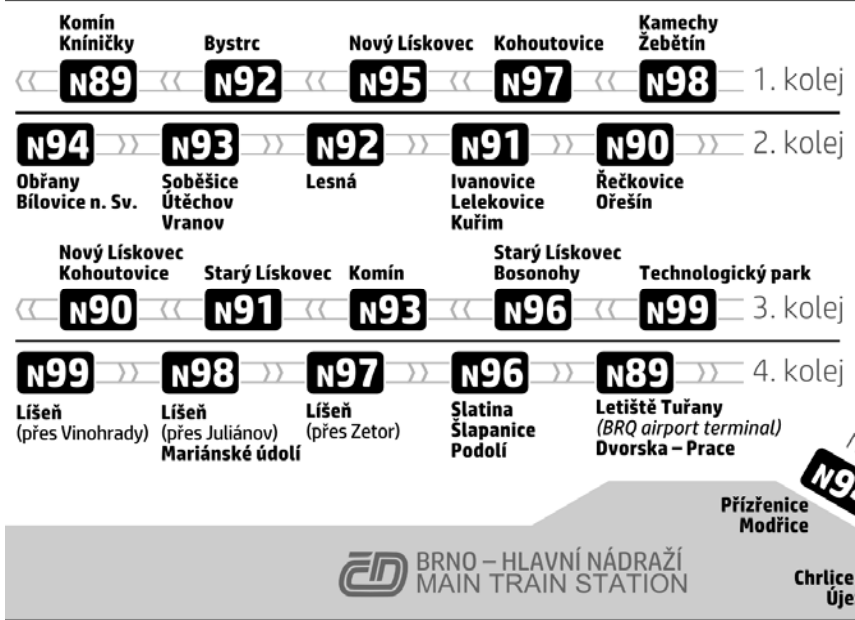 Komín
Kníničky
Bystrc
Nový Lískovec
Kohoutovice
Kamechy
Žebětín
N89 N92 N95 N97 N98 1. kolej
N94 N93 N92 N91 N90 2. kolej
Obřany
Bílovice n. Sv.
Soběšice
Útěchov
Vranov
Lesná
Ivanovice
Lelekovice
Kuřim
Řečkovice
Ořešín
Nový Lískovec
Kohoutovice
Starý Lískovec
Komín
Starý Lískovec
Bosonohy
Technologický park
N90 N91 N93 N96 N99 3. kolej
N99 N98 N97 N96 N89 4. kolej
Líšeň
(přes Vinohrady)
Líšeň
(přes Juliánov)
Mariánské údolí
Líšeň
(přes Zetor)
Slatina
Šlapanice
Podolí
Letiště Tuřany
(BRQ airport terminal)
Dvorska – Prace
Přízřenice
Modřice
ČD
BRNO – HLAVNÍ NÁDRAŽÍ
MAIN TRAIN STATION
Chrlice